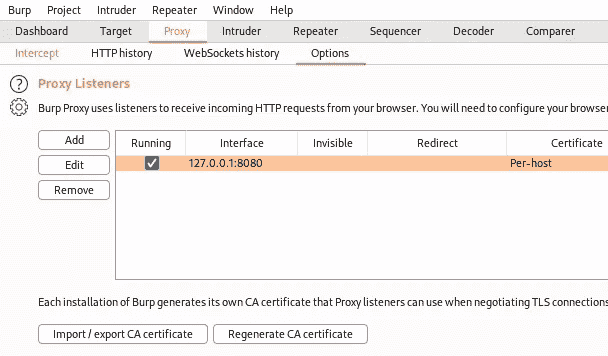 Burp Project Intruder Repeater Window Help
Dashboard Target Proxy Intruder Repeater Sequencer Decoder Comparer
Intercept HTTP history WebSockets history Options
? Proxy Listeners
Burp Proxy uses listeners to receive incoming HTTP requests from your browser. You will need to configure your browser
Add
Edit
Remove
Running Interface Invisible Redirect Certificate
127.0.0.1:8080 Per-host
Each installation of Burp generates its own CA certificate that Proxy listeners can use when negotiating TLS connections
Import / export CA certificate Regenerate CA certificate